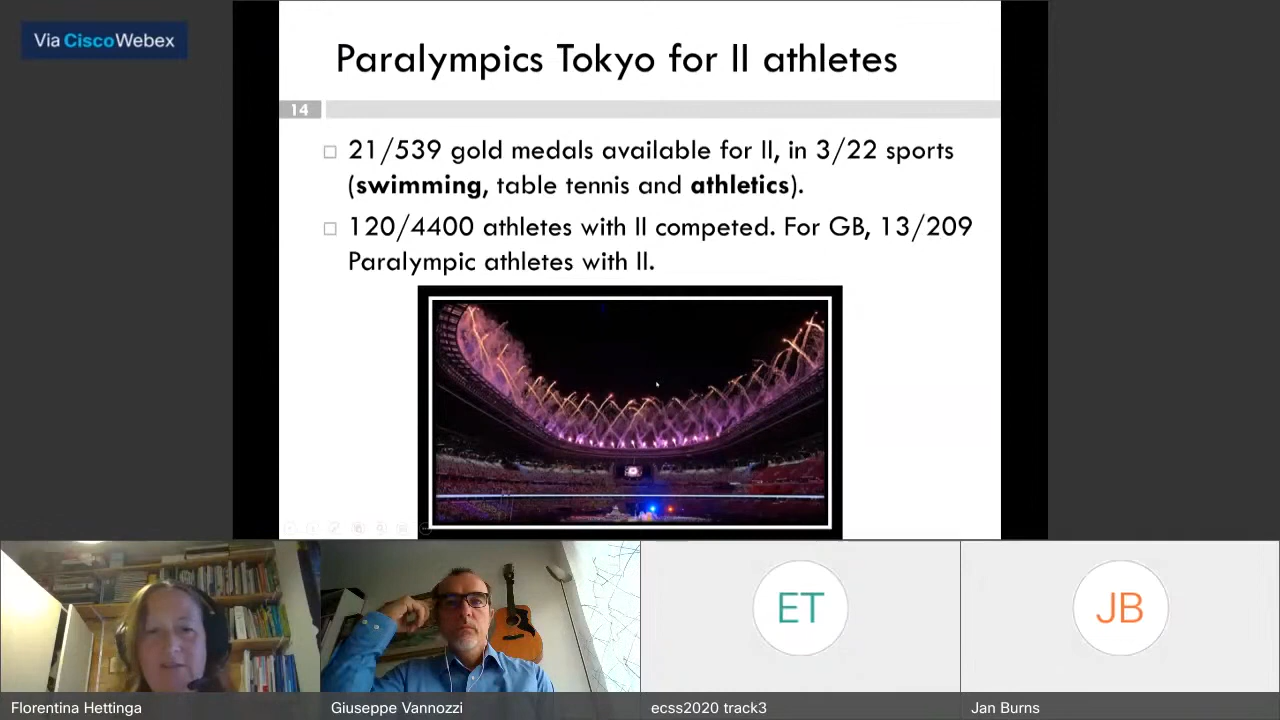 Via Cisco Webex
Paralympics Tokyo for II athletes
14
21/539 gold medals available for II, in 3/22 sports
(swimming, table tennis and athletics).
120/4400 athletes with II competed. For GB, 13/209
Paralympic athletes with II.
ET
JB
Florentina Hettinga
Giuseppe Vannozzi
ecss2020 track3
Jan Burns